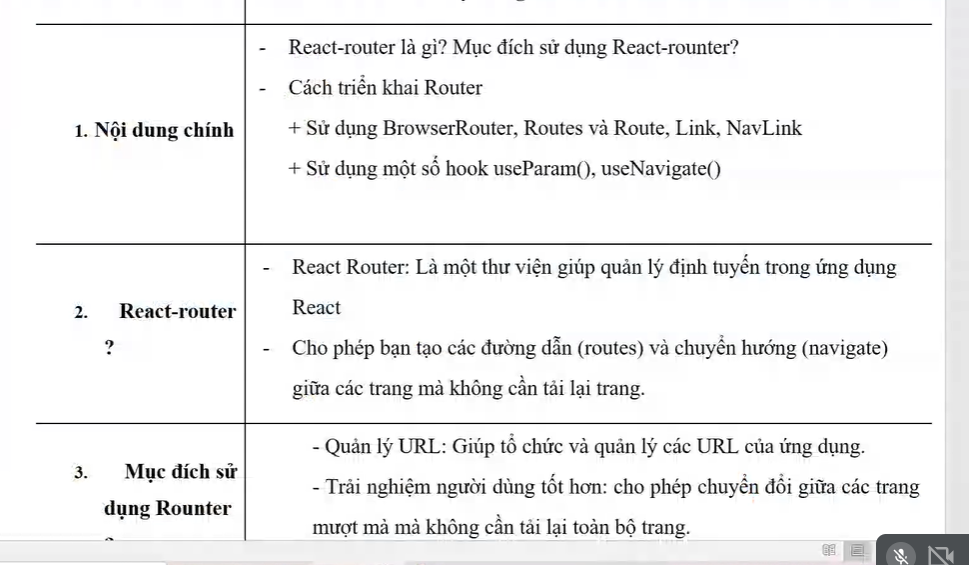 - React-router là gì? Mục đích sử dụng React-rounter?
- Cách triển khai Router
1. Nội dung chính
+ Sử dụng BrowserRouter, Routes và Route, Link, NavLink
+ Sử dụng một số hook useParam(), useNavigate()
- React Router: Là một thư viện giúp quản lý định tuyến trong ứng dụng
React
2. React-router
?
- Cho phép bạn tạo các đường dẫn (routes) và chuyển hướng (navigate)
giữa các trang mà không cần tải lại trang.
3. Mục đích sử
dụng Rounter
- Quản lý URL: Giúp tổ chức và quản lý các URL của ứng dụng.
- Trải nghiệm người dùng tốt hơn: cho phép chuyển đổi giữa các trang
mượt mà mà không cần tải lại toàn bộ trang.